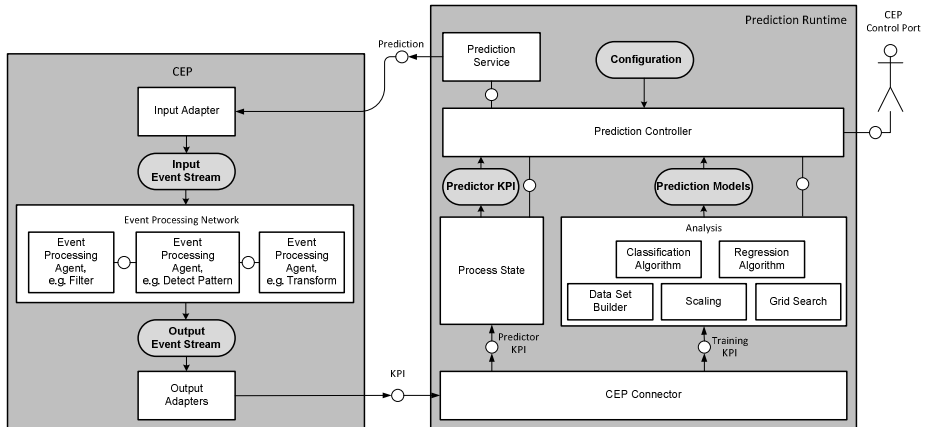 CEP
Input Adapter
Input
Event Stream
Event Processing Network
Event
Processing
Agent,
e.g. Filter
Event
Processing
Agent,
e.g. Detect Pattern
Event
Processing
Agent,
e.g. Transform
Output
Event Stream
Output
Adapters
Prediction
KPI
Prediction Runtime
Prediction
Service
Configuration
Prediction Controller
Predictor KPI
Prediction Models
Process State
Analysis
Classification
Algorithm
Regression
Algorithm
Data Set
Builder
Scaling
Grid Search
Predictor
KPI
Training
KPI
CEP Connector
CEP
Control Port